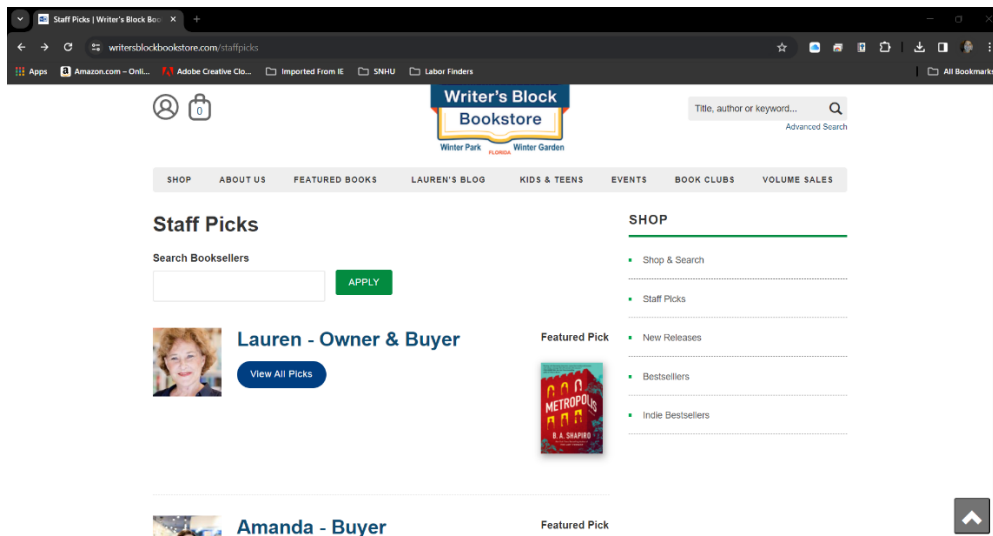 Staff Picks | Writer's Block Boo
writersblockbookstore.com/staffpicks
Apps Amazon.com – Onli... Adobe Creative Clo... Imported From IE SNHU Labor Finders All Bookmarks
0
Writer's Block
Bookstore
Winter Park FLORIDA Winter Garden
Title, author or keyword...
Advanced Search
SHOP ABOUT US FEATURED BOOKS LAUREN'S BLOG KIDS & TEENS EVENTS BOOK CLUBS VOLUME SALES
Staff Picks
Search Booksellers
APPLY
Lauren - Owner & Buyer
View All Picks
Featured Pick
METROPOLIS
B. A. SHAPIRO
Amanda - Buyer
Featured Pick
SHOP
Shop & Search
Staff Picks
New Releases
Bestsellers
Indie Bestsellers